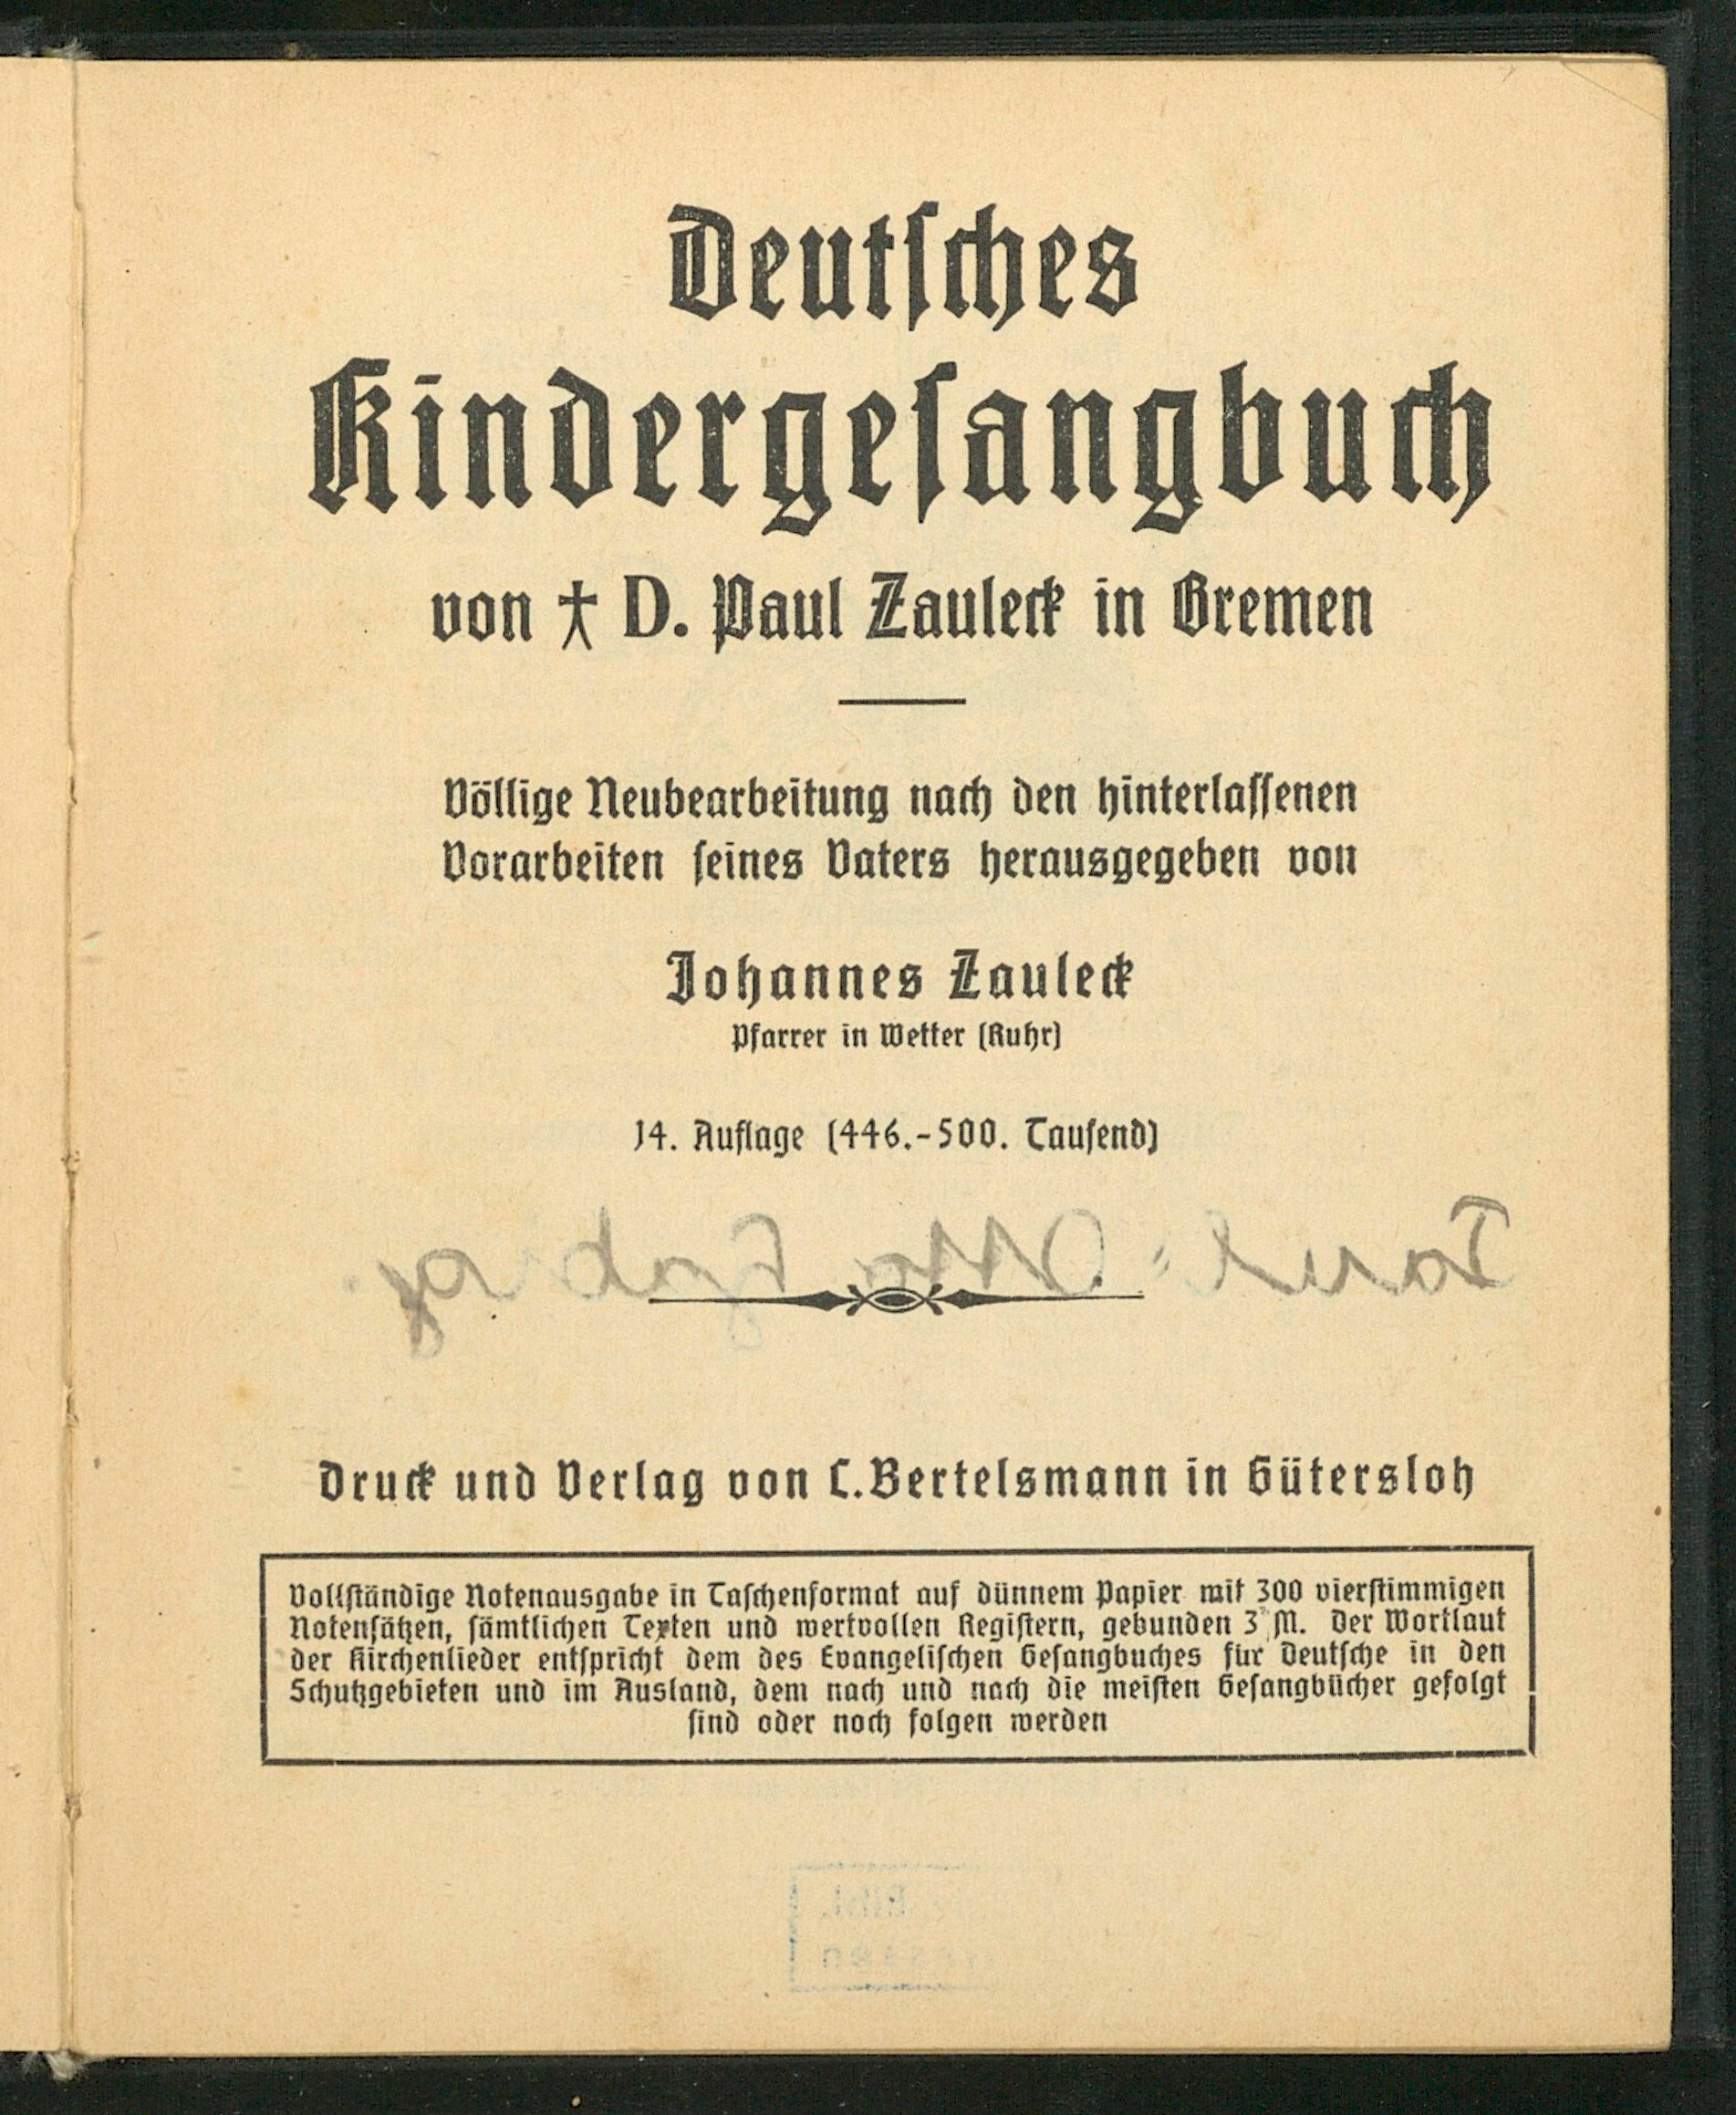 Deutſches
Kindergeſangbuch
von † D. Paul Zauleck in Bremen
Völlige Neubearbeitung nach den hinterlaſſenen
Vorarbeiten ſeines Vaters herausgegeben von
Johannes Zauleck
Pfarrer in Wetter (Ruhr)
14. Auflage (446.-500. Tauſend)
Druck und Verlag von C. Bertelsmann in Gütersloh
Vollſtändige Notenausgabe in Taſchenformat auf dünnem Papier mit 300 vierſtimmigen
Notenſätzen, ſämtlichen Texten und wertvollen Regiſtern, gebunden 3 M. Der Wortlaut
der Kirchenlieder entſpricht dem des Evangeliſchen Geſangbuches für Deutſche in den
Schutzgebieten und im Ausland, dem nach und nach die meiſten Geſangbücher gefolgt
ſind oder noch folgen werden